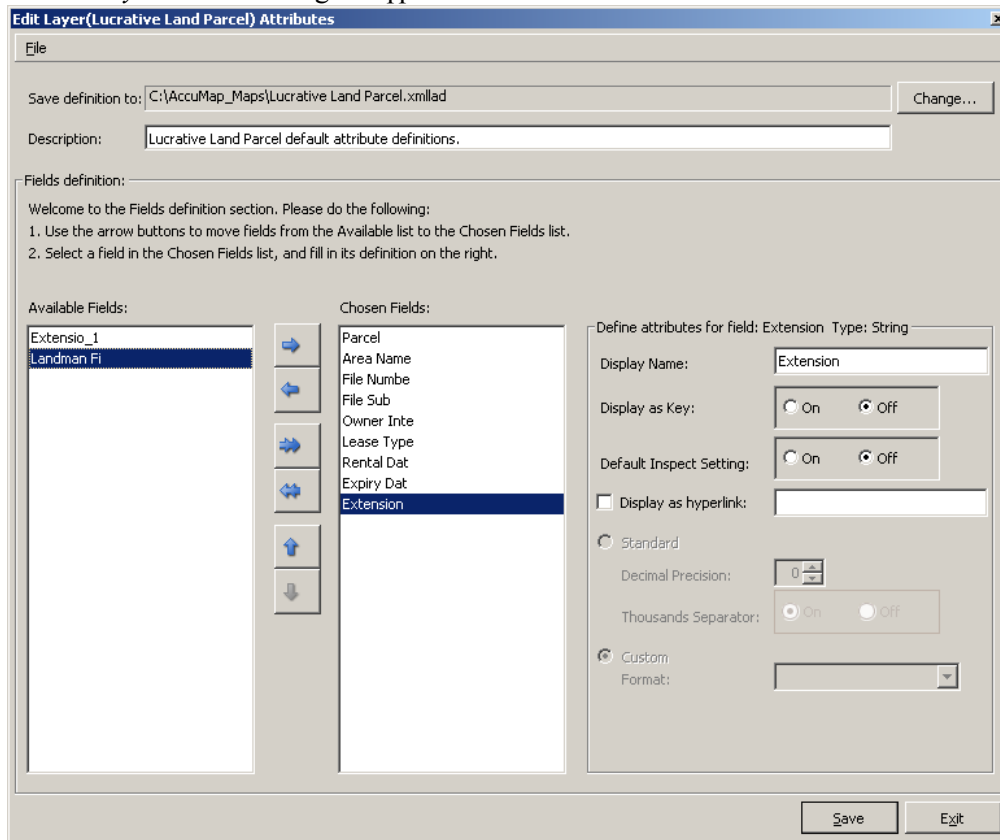 Edit Layer(Lucrative Land Parcel) Attributes
File
Save definition to: C:\AccuMap_Maps\Lucrative Land Parcel.xmllad Change...
Description: Lucrative Land Parcel default attribute definitions.
Fields definition:
Welcome to the Fields definition section. Please do the following:
1. Use the arrow buttons to move fields from the Available list to the Chosen Fields list.
2. Select a field in the Chosen Fields list, and fill in its definition on the right.
Available Fields:
Extensio_1
Landman Fi
Chosen Fields:
Parcel
Area Name
File Numbe
File Sub
Owner Inte
Lease Type
Rental Dat
Expiry Dat
Extension
Define attributes for field: Extension Type: String
Display Name: Extension
Display as Key: On Off
Default Inspect Setting: On Off
Display as hyperlink:
Standard
Decimal Precision: 0
Thousands Separator: On Off
Custom
Format:
Save Exit